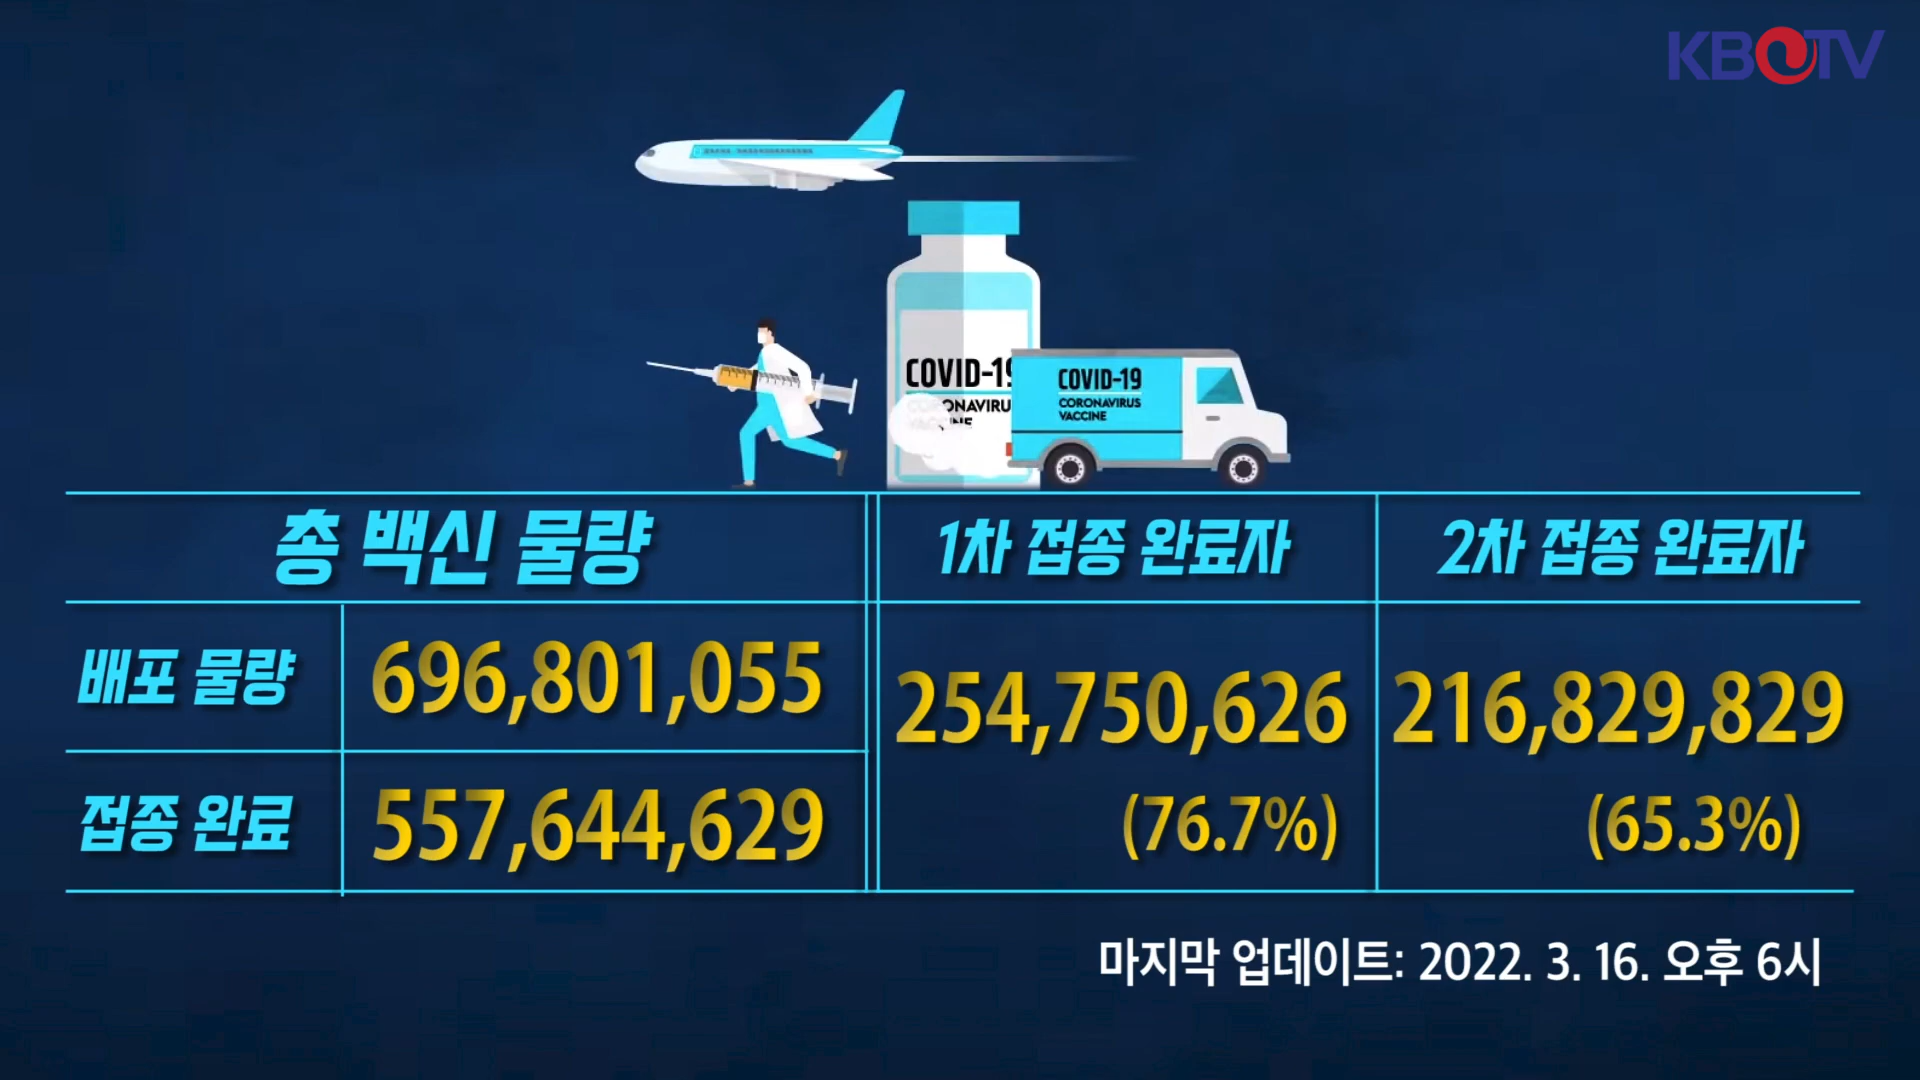 KBTV
COVID-19
CORONAVIRUS
VACCINE
총 백신 물량
1차 접종 완료자
2차 접종 완료자
배포 물량
696,801,055
254,750,626
216,829,829
접종 완료
557,644,629
(76.7%)
(65.3%)
마지막 업데이트: 2022. 3. 16. 오후 6시